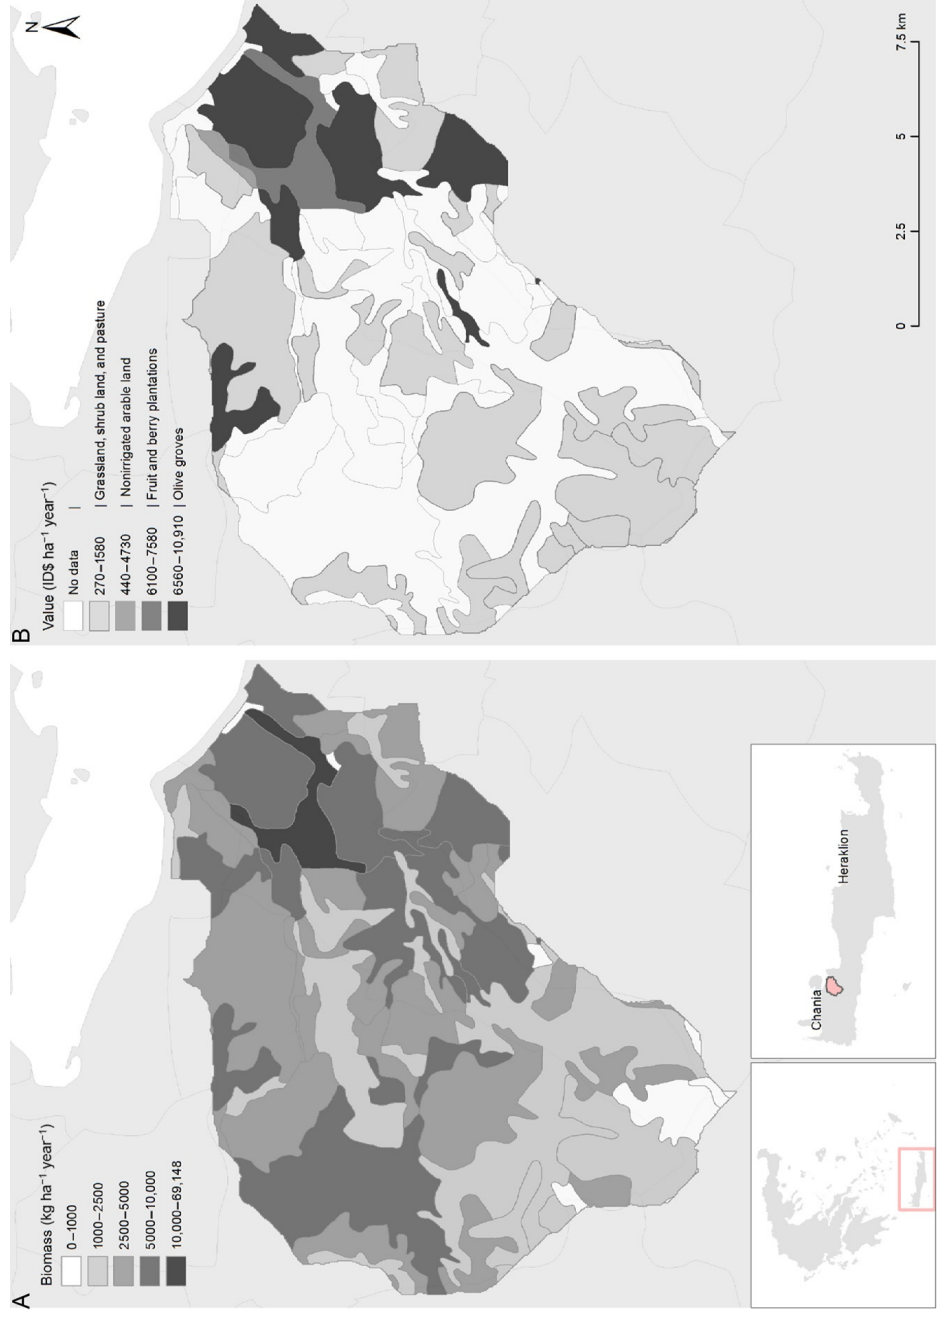 A
Biomass (kg ha⁻¹ year⁻¹)
0–1000
1000–2500
2500–5000
5000–10,000
10,000–69,148
Chania
Heraklion
B
Value (ID$ ha⁻¹ year⁻¹)
No data |
270–1580 | Grassland, shrub land, and pasture
440–4730 | Nonirrigated arable land
6100–7580 | Fruit and berry plantations
6560–10,910 | Olive groves
N
0 2.5 5 7.5 km